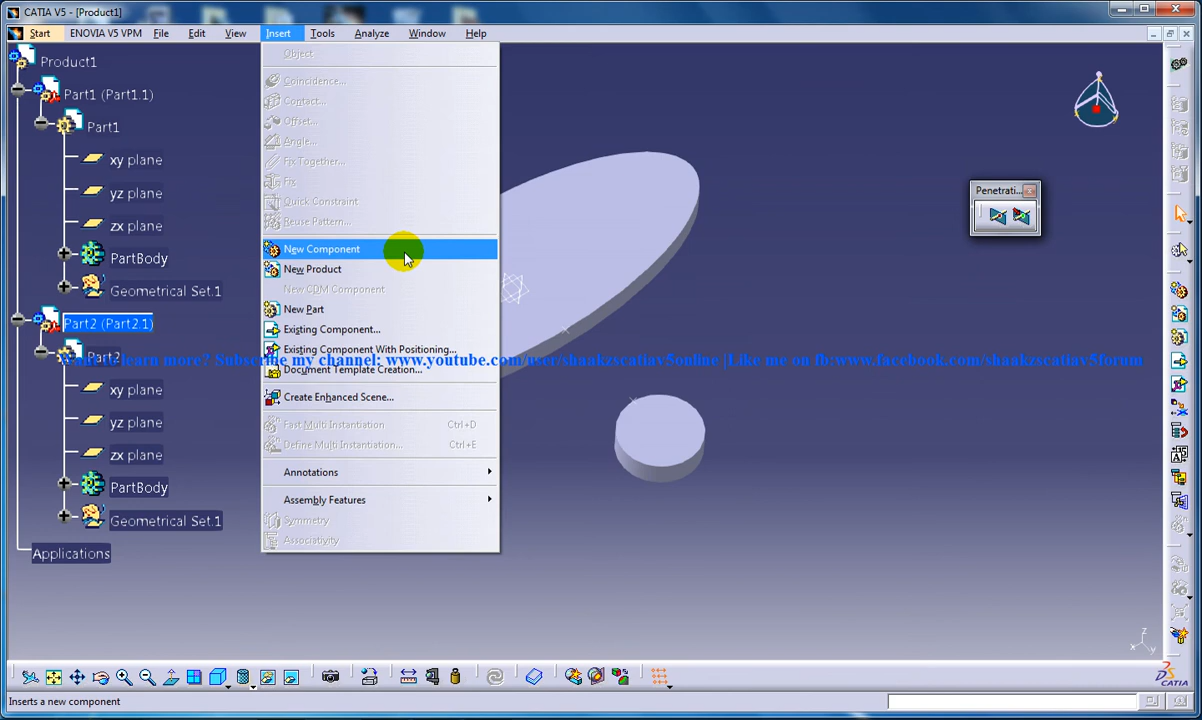 CATIA V5 - [Product1]
Start ENOVIA V5 VPM File Edit View Insert Tools Analyze Window Help
Product1
Part1 (Part1.1)
Part1
xy plane
yz plane
zx plane
PartBody
Geometrical Set.1
Part2 (Part2.1)
Part2
xy plane
yz plane
zx plane
PartBody
Geometrical Set.1
Applications
Object
Coincidence...
Contact...
Offset...
Angle...
Fix Together...
Fix
Quick Constraint
Reuse Pattern...
New Component
New Product
New CDM Component
New Part
Existing Component...
Existing Component With Positioning...
Document Template Creation...
Create Enhanced Scene...
Fast Multi Instantiation Ctrl+D
Define Multi Instantiation... Ctrl+E
Annotations
Assembly Features
Symmetry
Associativity
Want to learn more? Subscribe my channel: www.youtube.com/user/shaakzscatiav5online |Like me on fb:www.facebook.com/shaakzscatiav5forum
Penetrati...
z
x
CATIA
Inserts a new component